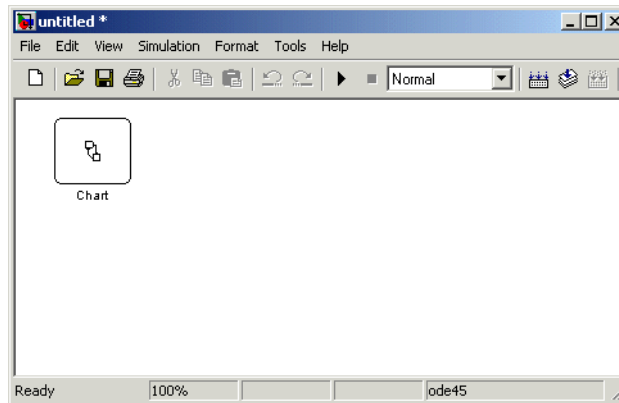 untitled *
File Edit View Simulation Format Tools Help
Normal
Chart
Ready 100% ode45